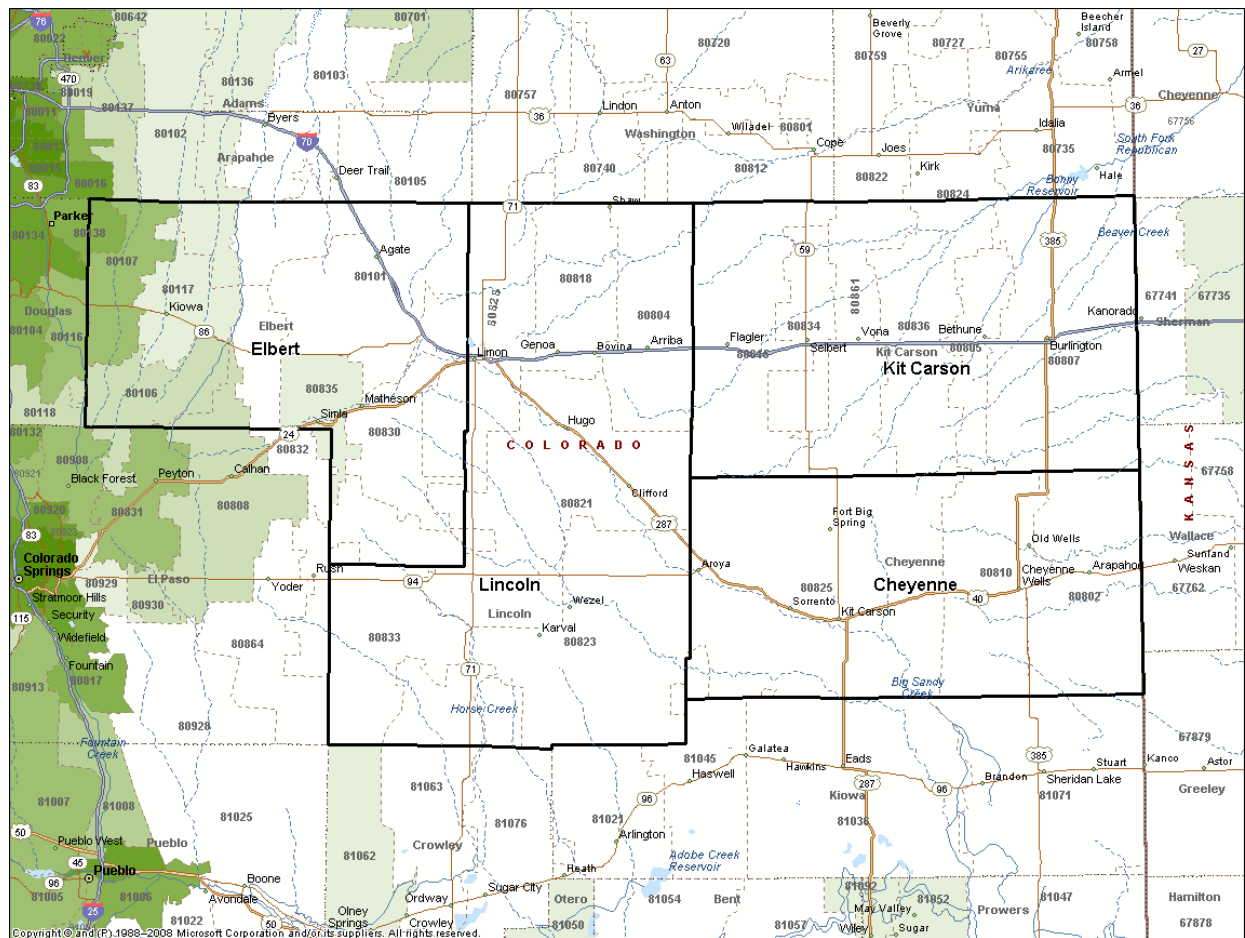 76
80642
80701
80720
80727
80755
Beecher
Island
80758
Beverly
Grove
80759
27
80022
Denver
470
80019
80136
80103
63
Arikaree
Armel
80137
Adams
80757
Byers
36
Lindon
Anton
Yuma
36
Cheyenne
80011
80102
70
Washington
Wiladel
80801
Idalia
67756
Arapahoe
Cope
Joes
80735
South Fork
Republican
80015
83
80016
Deer Trail
80105
80740
80812
80822
Kirk
Hale
Bonny
Reservoir
80824
71
Shaw
Parker
80134
80138
80107
Agate
80101
59
385
Beaver Creek
80818
80117
Kiowa
80825
80861
67741
67735
Douglas
80104
80116
86
Elbert
Elbert
80804
Flagler
80834
Vona
80836
Bethune
Kanorado
Sherman
Limon
Genoa
Bovina
Arriba
80815
Seibert
Kit Carson
80805
Burlington
80807
Kit Carson
80118
80106
80835
Matheson
Simla
80830
Hugo
80132
24
80832
COLORADO
KANSAS
80921
80908
Black Forest
Peyton
Calhan
67758
80920
80831
80808
80821
Clifford
Fort Big
Spring
83
287
Wallace
Colorado
Springs
80929
El Paso
Rush
94
Lincoln
Aroya
Cheyenne
Old Wells
80810
Cheyenne
Wells
Arapahoe
Sunland
Weskan
Yoder
80825
Cheyenne
80802
67762
Stratmoor Hills
80930
Lincoln
Wezel
Sorrento
Kit Carson
40
115
Security
Widefield
80864
80833
Karval
80823
Fountain
80913
80817
71
Big Sandy
Creek
80928
Horse Creek
Fountain
Creek
67879
81045
Galatea
Hawkins
Eads
385
Stuart
Kanco
Astor
81007
81008
81025
81063
Haswell
287
96
Brandon
Sheridan Lake
81071
Greeley
96
Kiowa
50
Pueblo West
Pueblo
81076
81021
Arlington
81036
45
81062
Crowley
Adobe Creek
Reservoir
96
Pueblo
Boone
Heath
81005
81006
Avondale
Sugar City
Otero
81054
Bent
81092
81052
81047
Hamilton
25
81022
50
Olney
Springs
Ordway
Crowley
81050
81057
May Valley
Wiley
Sugar
Prowers
67878
Copyright © and (P) 1988–2008 Microsoft Corporation and/or its suppliers. All rights reserved.